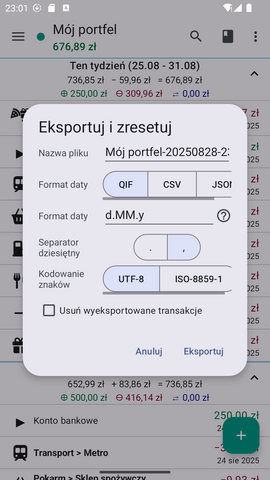 23:01
Mój portfel
676,89 zł
Ten tydzień (25.08 - 31.08)
736,85 zł − 59,96 zł = 676,89 zł
⊕ 250,00 zł ⊖ 309,96 zł ⇄ 0,00 zł
Eksportuj i zresetuj
Nazwa pliku Mój portfel-20250828-23
Format daty QIF CSV JSON
Format daty d.MM.y
Separator dziesiętny . ,
Kodowanie znaków UTF-8 ISO-8859-1
Usuń wyeksportowane transakcje
Anuluj Eksportuj
652,99 zł + 83,86 zł = 736,85 zł
⊕ 500,00 zł ⊖ 416,14 zł ⇄ 0,00 zł
Konto bankowe 250,00 zł
Transport > Metro
24 sie 2025
Pokarm > Sklep spożywczy